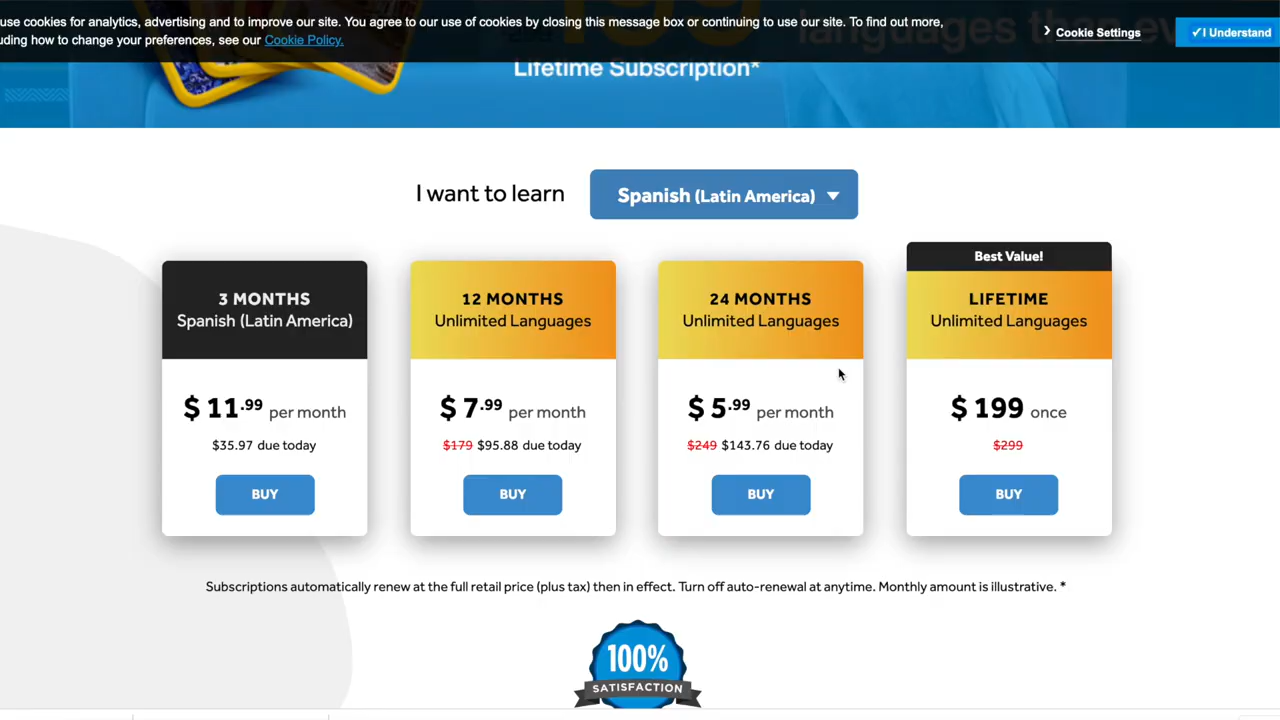 use cookies for analytics, advertising and to improve our site. You agree to our use of cookies by closing this message box or continuing to use our site. To find out more,
uding how to change your preferences, see our Cookie Policy.
Cookie Settings
✓I Understand
199
languages
Lifetime Subscription*
I want to learn
Spanish (Latin America)
3 MONTHS
Spanish (Latin America)
$ 11.99 per month
$35.97 due today
BUY
12 MONTHS
Unlimited Languages
$ 7.99 per month
$179 $95.88 due today
BUY
24 MONTHS
Unlimited Languages
$ 5.99 per month
$249 $143.76 due today
BUY
Best Value!
LIFETIME
Unlimited Languages
$ 199 once
$299
BUY
Subscriptions automatically renew at the full retail price (plus tax) then in effect. Turn off auto-renewal at anytime. Monthly amount is illustrative. *
100%
SATISFACTION